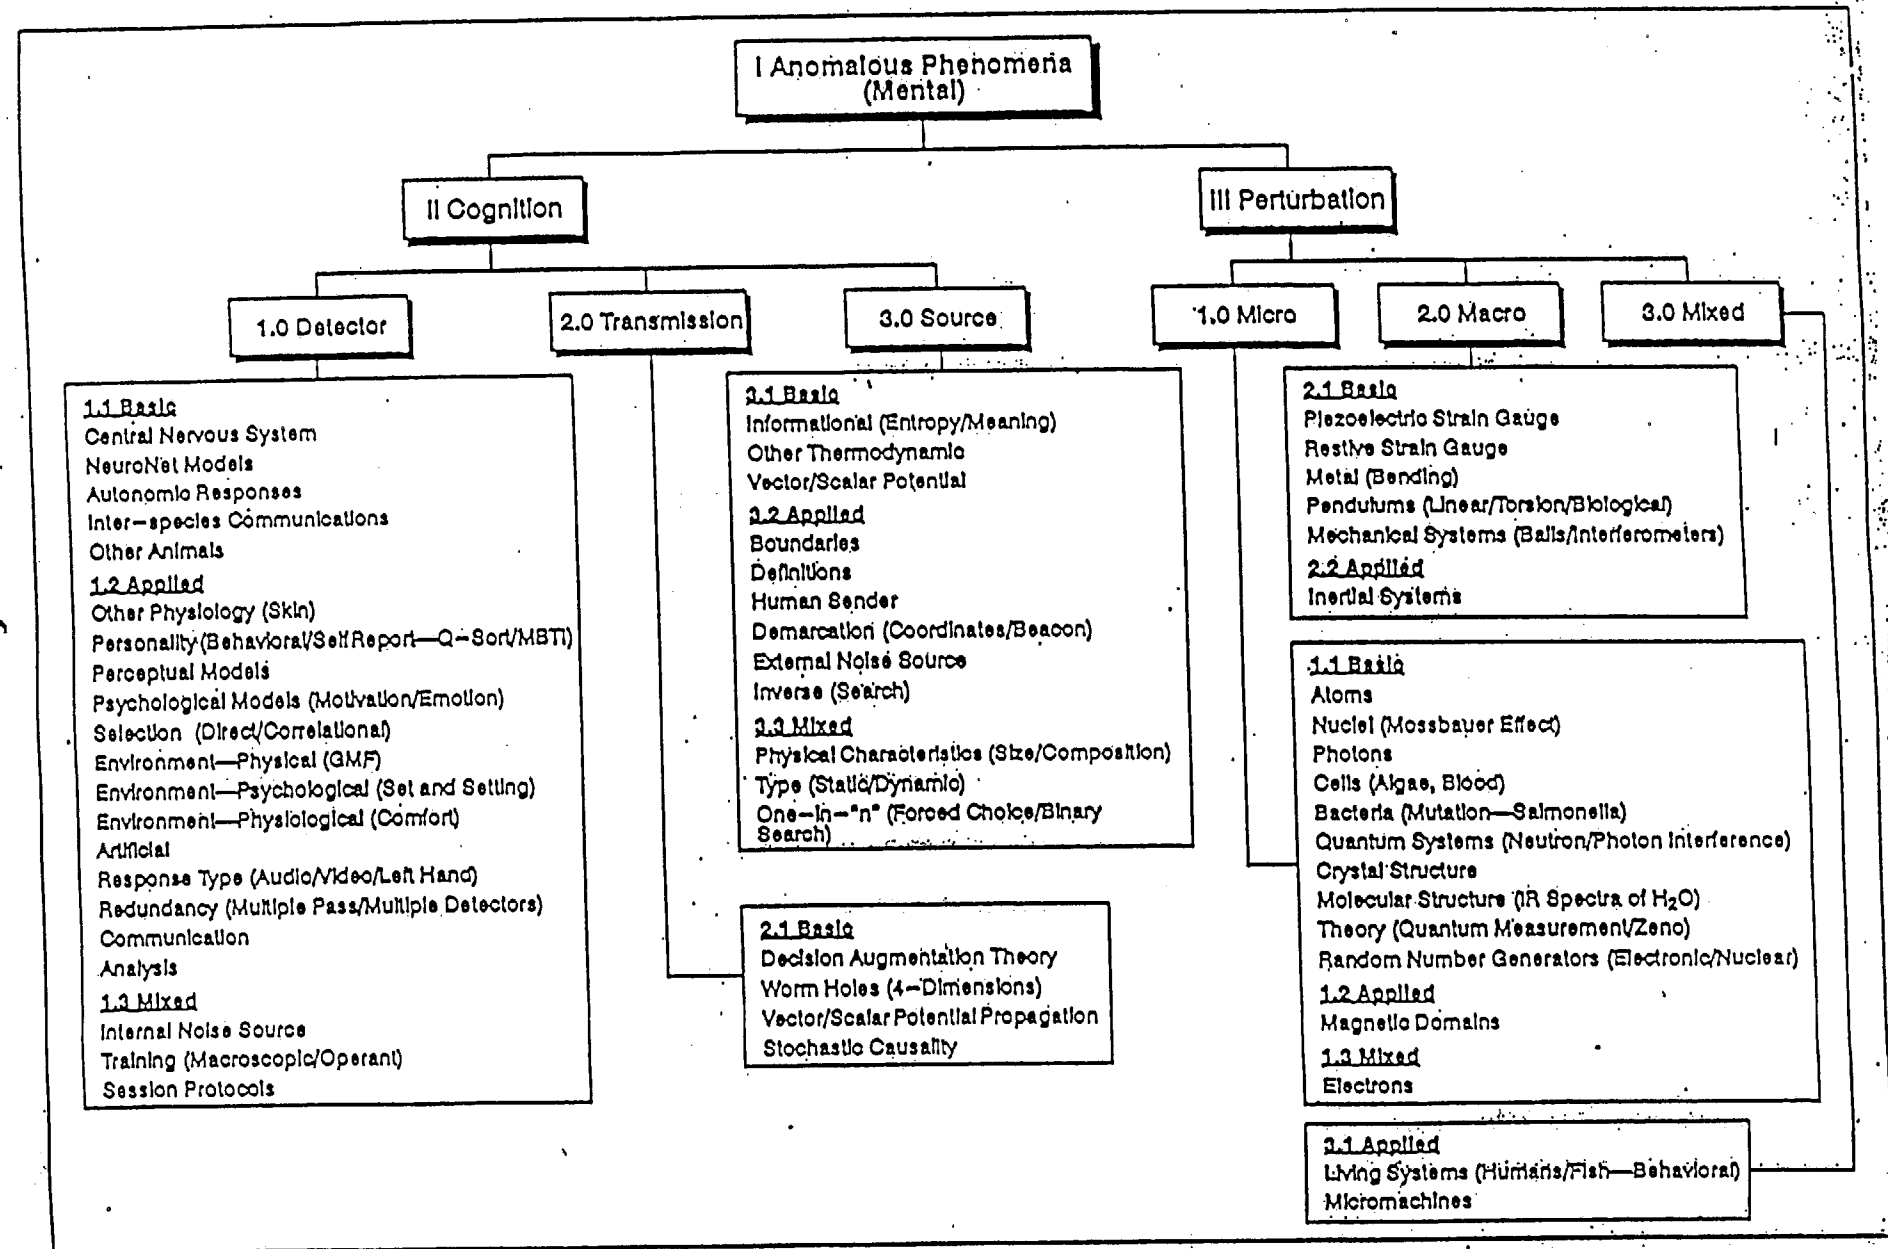 I Anomalous Phenomena
(Mental)
II Cognition
III Perturbation
1.0 Detector
2.0 Transmission
3.0 Source
1.0 Micro
2.0 Macro
3.0 Mixed
1.1 Basic
Central Nervous System
NeuroNet Models
Autonomic Responses
Inter-species Communications
Other Animals
1.2 Applied
Other Physiology (Skin)
Personality (Behavioral/Self Report—Q-Sort/MBTI)
Perceptual Models
Psychological Models (Motivation/Emotion)
Selection (Direct/Correlational)
Environment—Physical (GMF)
Environment—Psychological (Set and Setting)
Environment—Physiological (Comfort)
Artificial
Response Type (Audio/Video/Left Hand)
Redundancy (Multiple Pass/Multiple Detectors)
Communication
Analysis
1.3 Mixed
Internal Noise Source
Training (Macroscopic/Operant)
Session Protocols
3.1 Basic
Informational (Entropy/Meaning)
Other Thermodynamic
Vector/Scalar Potential
3.2 Applied
Boundaries
Definitions
Human Sender
Demarcation (Coordinates/Beacon)
External Noise Source
Inverse (Search)
3.3 Mixed
Physical Characteristics (Size/Composition)
Type (Static/Dynamic)
One-in-"n" (Forced Choice/Binary
Search)
2.1 Basic
Decision Augmentation Theory
Worm Holes (4-Dimensions)
Vector/Scalar Potential Propagation
Stochastic Causality
2.1 Basic
Piezoelectric Strain Gauge
Restive Strain Gauge
Metal (Bending)
Pendulums (Linear/Torsion/Biological)
Mechanical Systems (Balls/Interferometers)
2.2 Applied
Inertial Systems
1.1 Basic
Atoms
Nuclei (Mossbauer Effect)
Photons
Cells (Algae, Blood)
Bacteria (Mutation—Salmonella)
Quantum Systems (Neutron/Photon Interference)
Crystal Structure
Molecular Structure (IR Spectra of H₂O)
Theory (Quantum Measurement/Zeno)
Random Number Generators (Electronic/Nuclear)
1.2 Applied
Magnetic Domains
1.3 Mixed
Electrons
3.1 Applied
Living Systems (Humans/Fish—Behavioral)
Micromachines